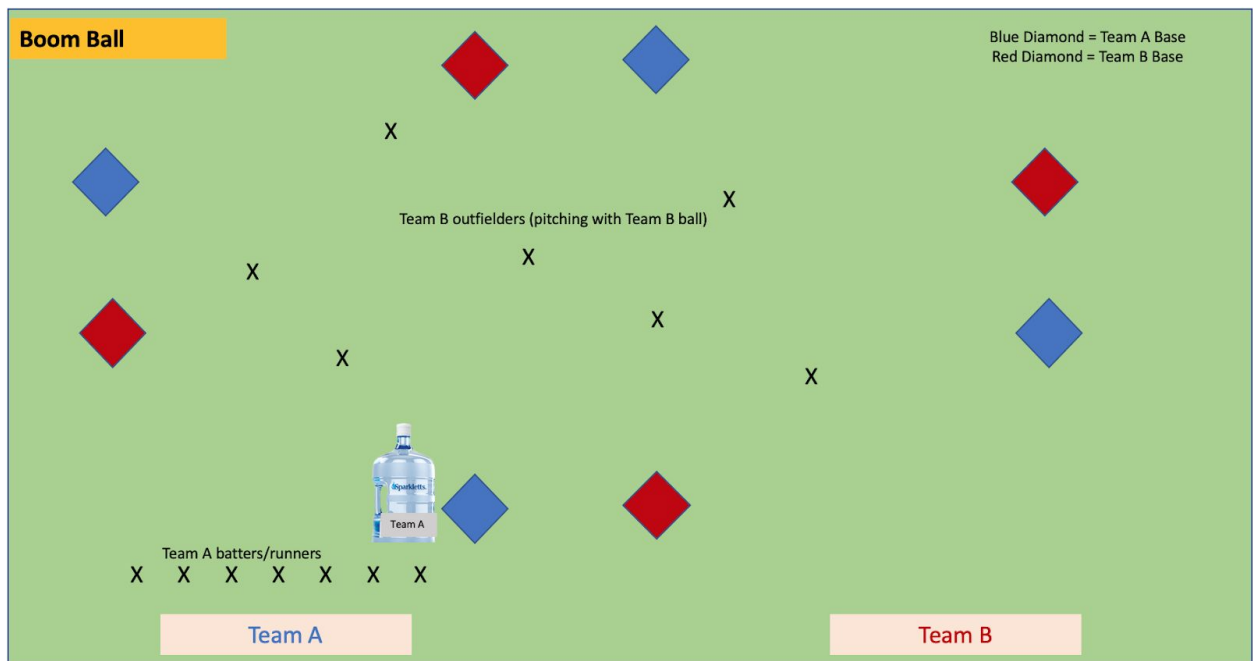 Boom Ball
Blue Diamond = Team A Base
Red Diamond = Team B Base
X
X
Team B outfielders (pitching with Team B ball)
X
X
X
X
X
Sparkletts
Team A
Team A batters/runners
X X X X X X X
Team A
Team B